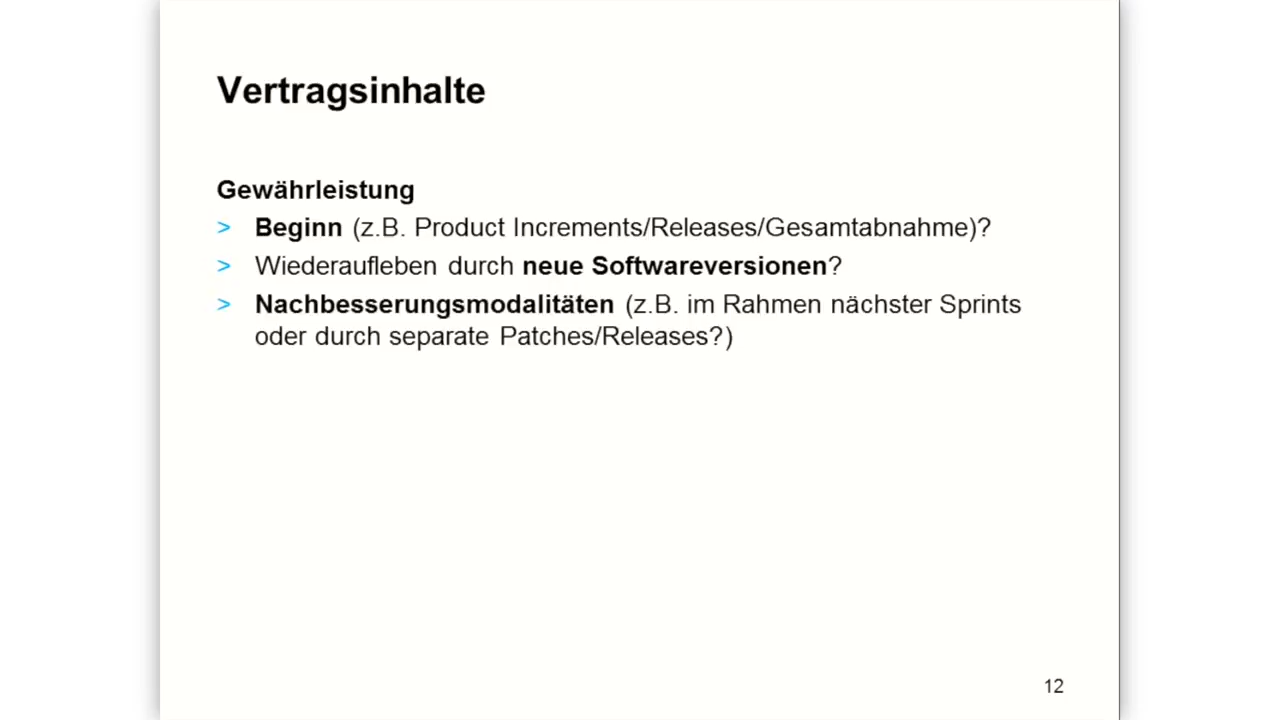 Vertragsinhalte
Gewährleistung
> Beginn (z.B. Product Increments/Releases/Gesamtabnahme)?
> Wiederaufleben durch neue Softwareversionen?
> Nachbesserungsmodalitäten (z.B. im Rahmen nächster Sprints
oder durch separate Patches/Releases?)
12